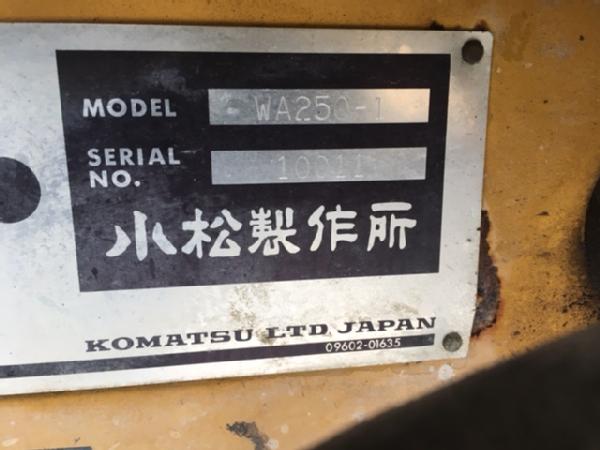 MODEL WA250-1
SERIAL NO. 10011
小松製作所
KOMATSU LTD JAPAN
09602-01635